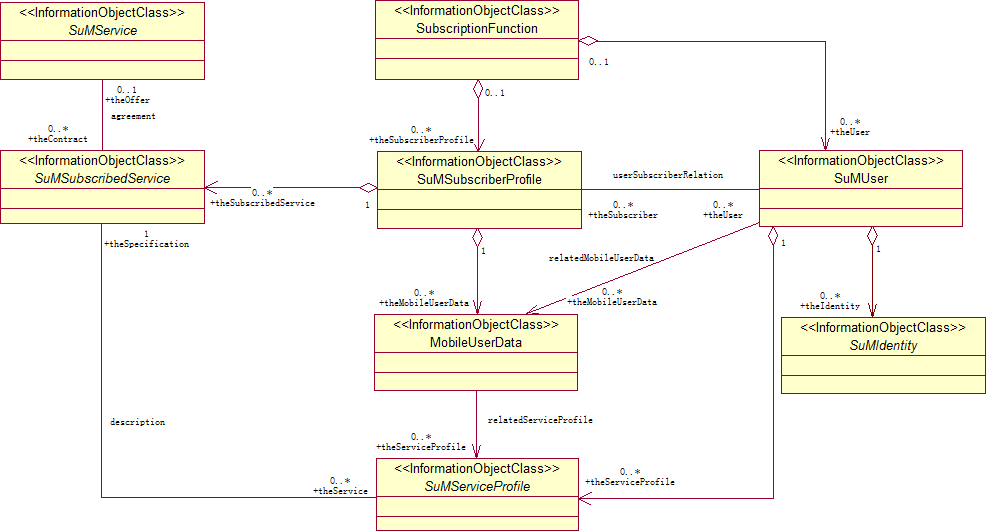 <<InformationObjectClass>>
SuMService
<<InformationObjectClass>>
SubscriptionFunction
0..1
0..1
+theOffer
agreement
0..*
+theContract
0..1
0..*
+theSubscriberProfile
0..*
+theUser
<<InformationObjectClass>>
SuMSubscribedService
<<InformationObjectClass>>
SuMSubscriberProfile
<<InformationObjectClass>>
SuMUser
userSubscriberRelation
0..*
+theSubscribedService
1
0..*
+theSubscriber
0..*
+theUser
1
+theSpecification
1
relatedMobileUserData
1
1
0..*
+theMobileUserData
0..*
+theMobileUserData
0..*
+theIdentity
<<InformationObjectClass>>
MobileUserData
<<InformationObjectClass>>
SuMIdentity
description
relatedServiceProfile
0..*
+theServiceProfile
<<InformationObjectClass>>
SuMServiceProfile
0..*
+theService
0..*
+theServiceProfile